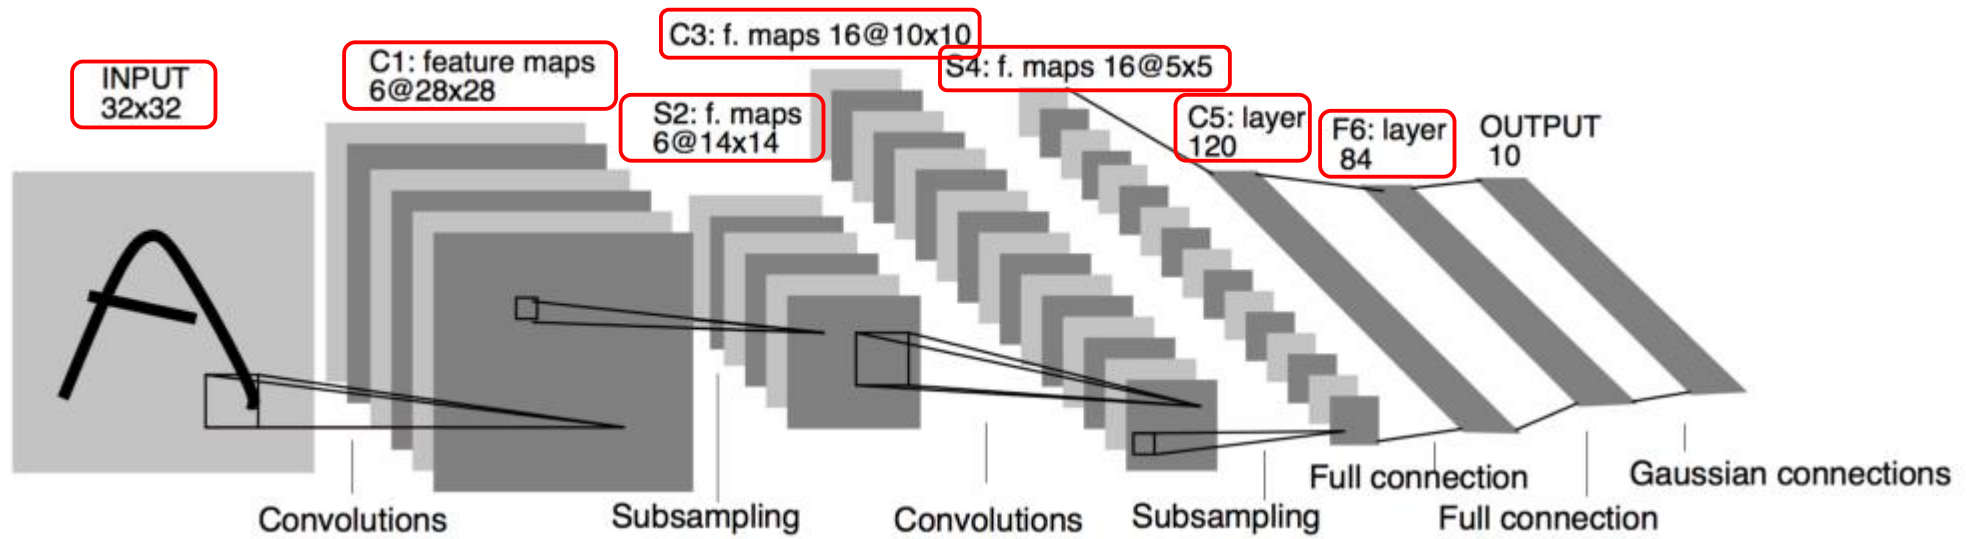 INPUT
32x32
C1: feature maps
6@28x28
S2: f. maps
6@14x14
C3: f. maps 16@10x10
S4: f. maps 16@5x5
C5: layer
120
F6: layer
84
OUTPUT
10
Convolutions
Subsampling
Convolutions
Subsampling
Full connection
Full connection
Gaussian connections